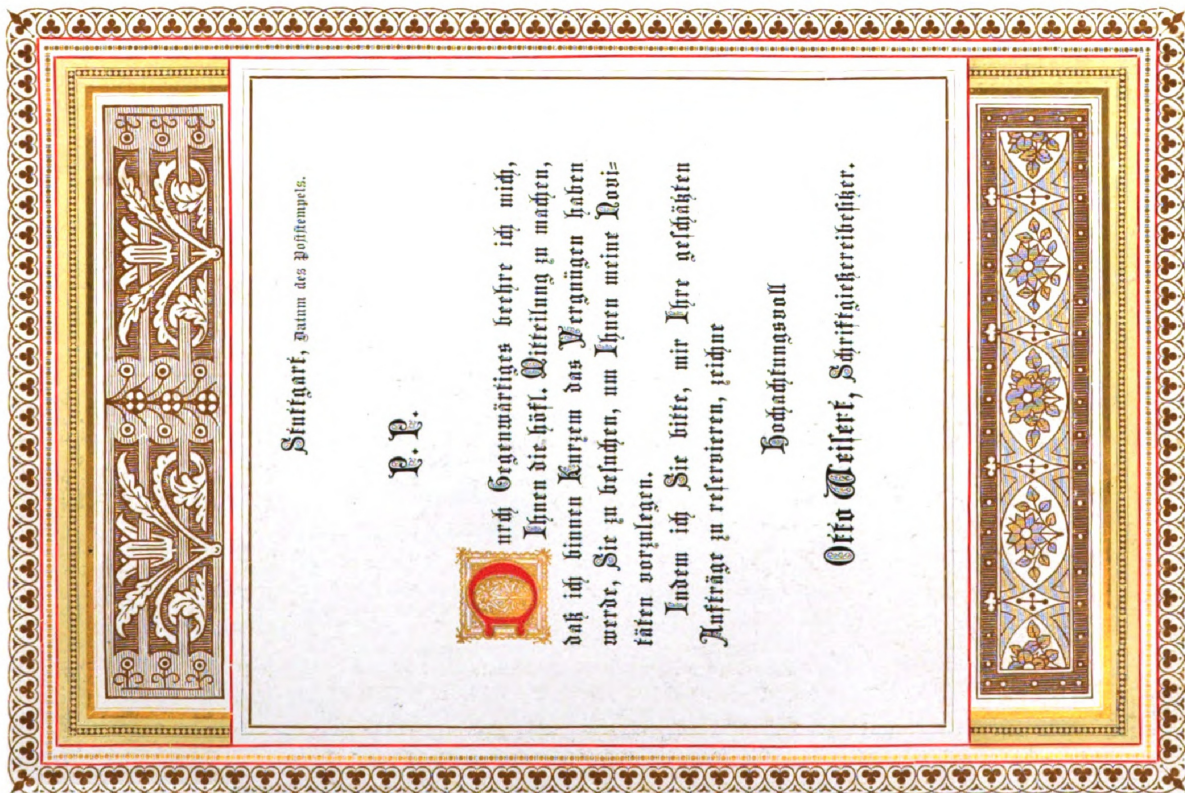 Stuttgart, Datum des Poststempels.
P. P.
Durch Gegenwärtiges beehre ich mich,
Ihnen die höfl. Mitteilung zu machen,
daß ich binnen Kurzem das Vergnügen haben
werde, Sie zu besuchen, um Ihnen meine Novi=
täten vorzulegen.
Indem ich Sie bitte, mir Ihre geschätzten
Aufträge zu reservieren, zeichne
Hochachtungsvoll
Otto Weisert, Schriftgießereibesitzer.